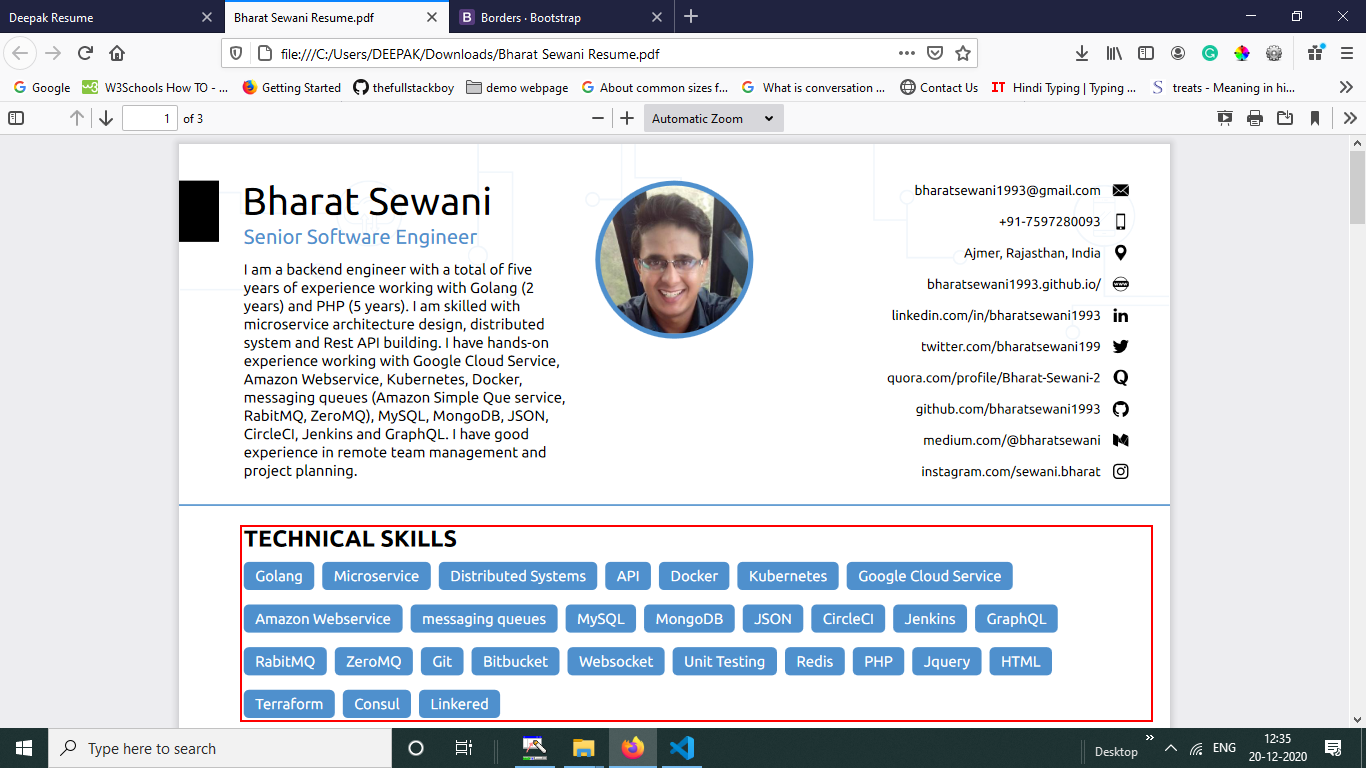 Deepak Resume
Bharat Sewani Resume.pdf
B Borders · Bootstrap
file:///C:/Users/DEEPAK/Downloads/Bharat Sewani Resume.pdf
Google W3Schools How TO - ... Getting Started thefullstackboy demo webpage About common sizes f... What is conversation ... Contact Us IT Hindi Typing | Typing ... S treats - Meaning in hi...
1 of 3 Automatic Zoom
Bharat Sewani
Senior Software Engineer
I am a backend engineer with a total of five
years of experience working with Golang (2
years) and PHP (5 years). I am skilled with
microservice architecture design, distributed
system and Rest API building. I have hands-on
experience working with Google Cloud Service,
Amazon Webservice, Kubernetes, Docker,
messaging queues (Amazon Simple Que service,
RabitMQ, ZeroMQ), MySQL, MongoDB, JSON,
CircleCI, Jenkins and GraphQL. I have good
experience in remote team management and
project planning.
bharatsewani1993@gmail.com
+91-7597280093
Ajmer, Rajasthan, India
bharatsewani1993.github.io/
linkedin.com/in/bharatsewani1993
twitter.com/bharatsewani199
quora.com/profile/Bharat-Sewani-2
github.com/bharatsewani1993
medium.com/@bharatsewani
instagram.com/sewani.bharat
TECHNICAL SKILLS
Golang Microservice Distributed Systems API Docker Kubernetes Google Cloud Service
Amazon Webservice messaging queues MySQL MongoDB JSON CircleCI Jenkins GraphQL
RabitMQ ZeroMQ Git Bitbucket Websocket Unit Testing Redis PHP Jquery HTML
Terraform Consul Linkered
Type here to search
Desktop
ENG
12:35
20-12-2020